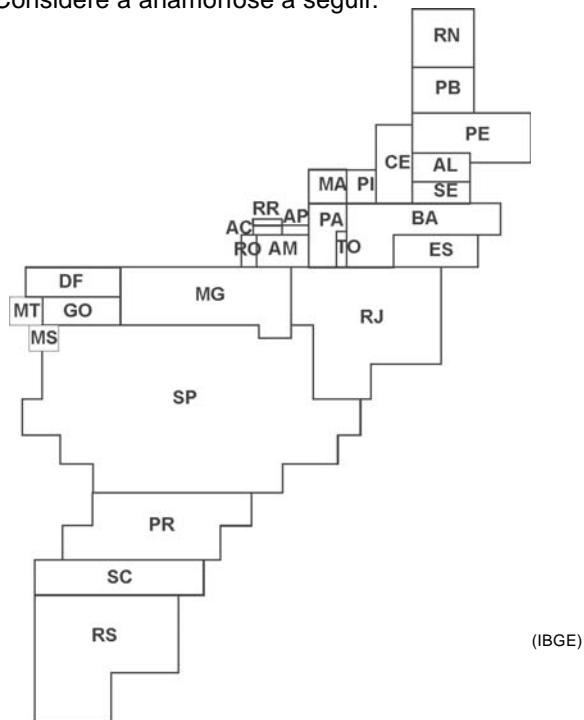 Considere a anamorfose a seguir.
RN
PB
PE
CE
AL
MA
PI
SE
RR
AP
PA
BA
AC
RO
AM
TO
ES
DF
MG
MT
GO
RJ
MS
SP
PR
SC
RS
(IBGE)